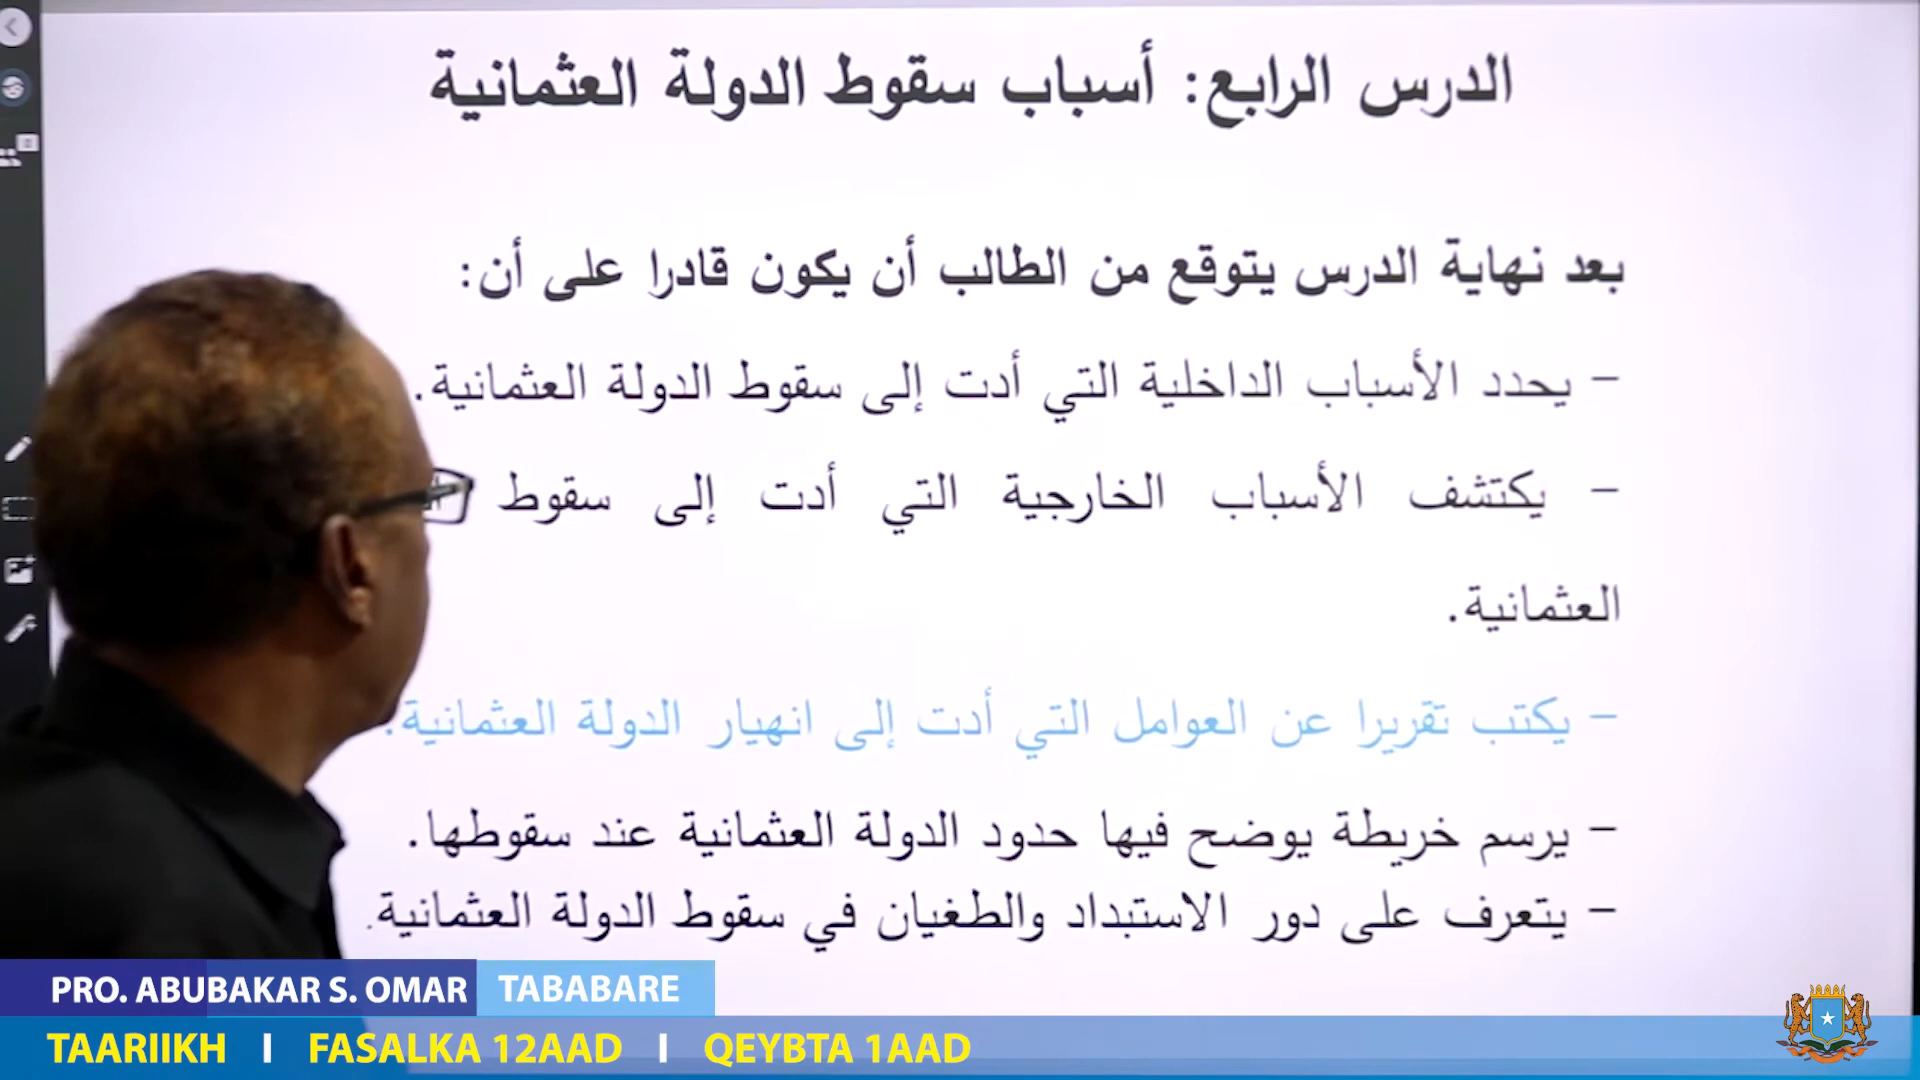 الدرس الرابع: أسباب سقوط الدولة العثمانية
بعد نهاية الدرس يتوقع من الطالب أن يكون قادرا على أن:
– يحدد الأسباب الداخلية التي أدت إلى سقوط الدولة العثمانية.
– يكتشف الأسباب الخارجية التي أدت إلى سقوط
العثمانية.
– يكتب تقريرا عن العوامل التي أدت إلى انهيار الدولة العثمانية.
– يرسم خريطة يوضح فيها حدود الدولة العثمانية عند سقوطها.
– يتعرف على دور الاستبداد والطغيان في سقوط الدولة العثمانية.
PRO. ABUBAKAR S. OMAR TABABARE
TAARIIKH I FASALKA 12AAD I QEYBTA 1AAD